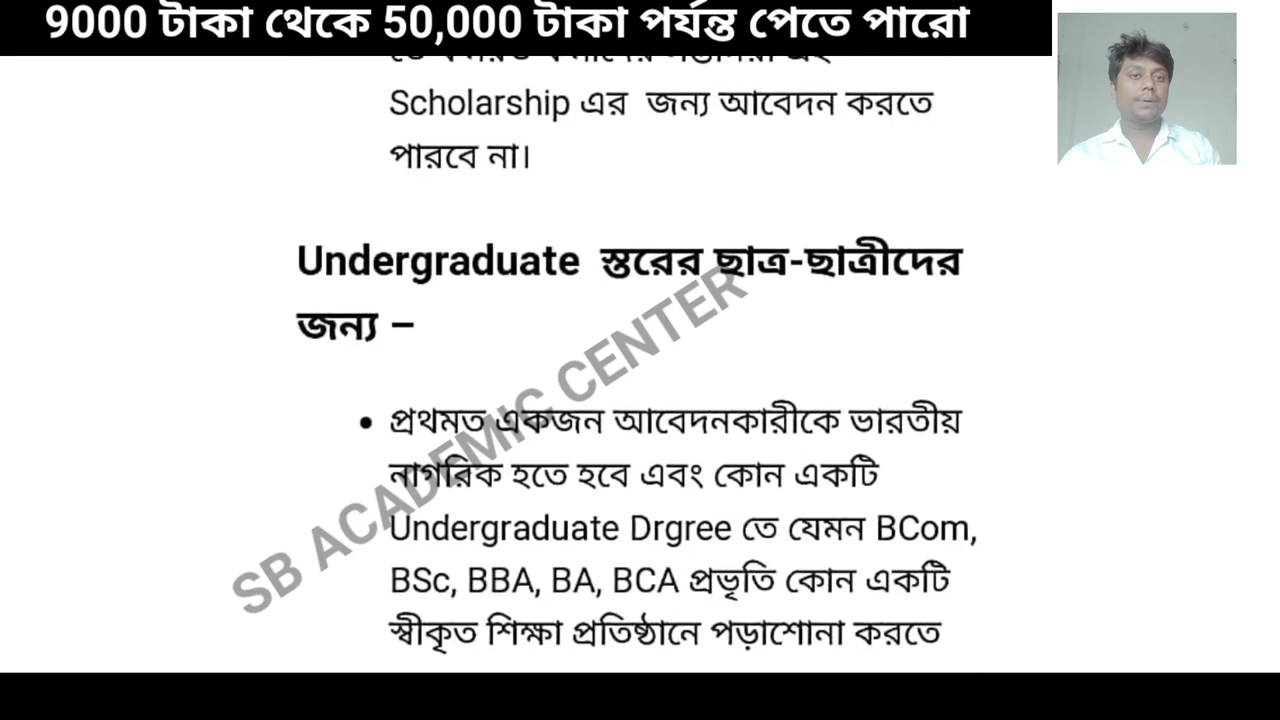 9000 টাকা থেকে 50,000 টাকা পর্যন্ত পেতে পারো
Scholarship এর জন্য আবেদন করতে
পারবে না।
Undergraduate স্তরের ছাত্র-ছাত্রীদের
জন্য –
• প্রথমত একজন আবেদনকারীকে ভারতীয়
নাগরিক হতে হবে এবং কোন একটি
Undergraduate Drgree তে যেমন BCom,
BSc, BBA, BA, BCA প্রভৃতি কোন একটি
স্বীকৃত শিক্ষা প্রতিষ্ঠানে পড়াশোনা করতে
SB ACADEMIC CENTER